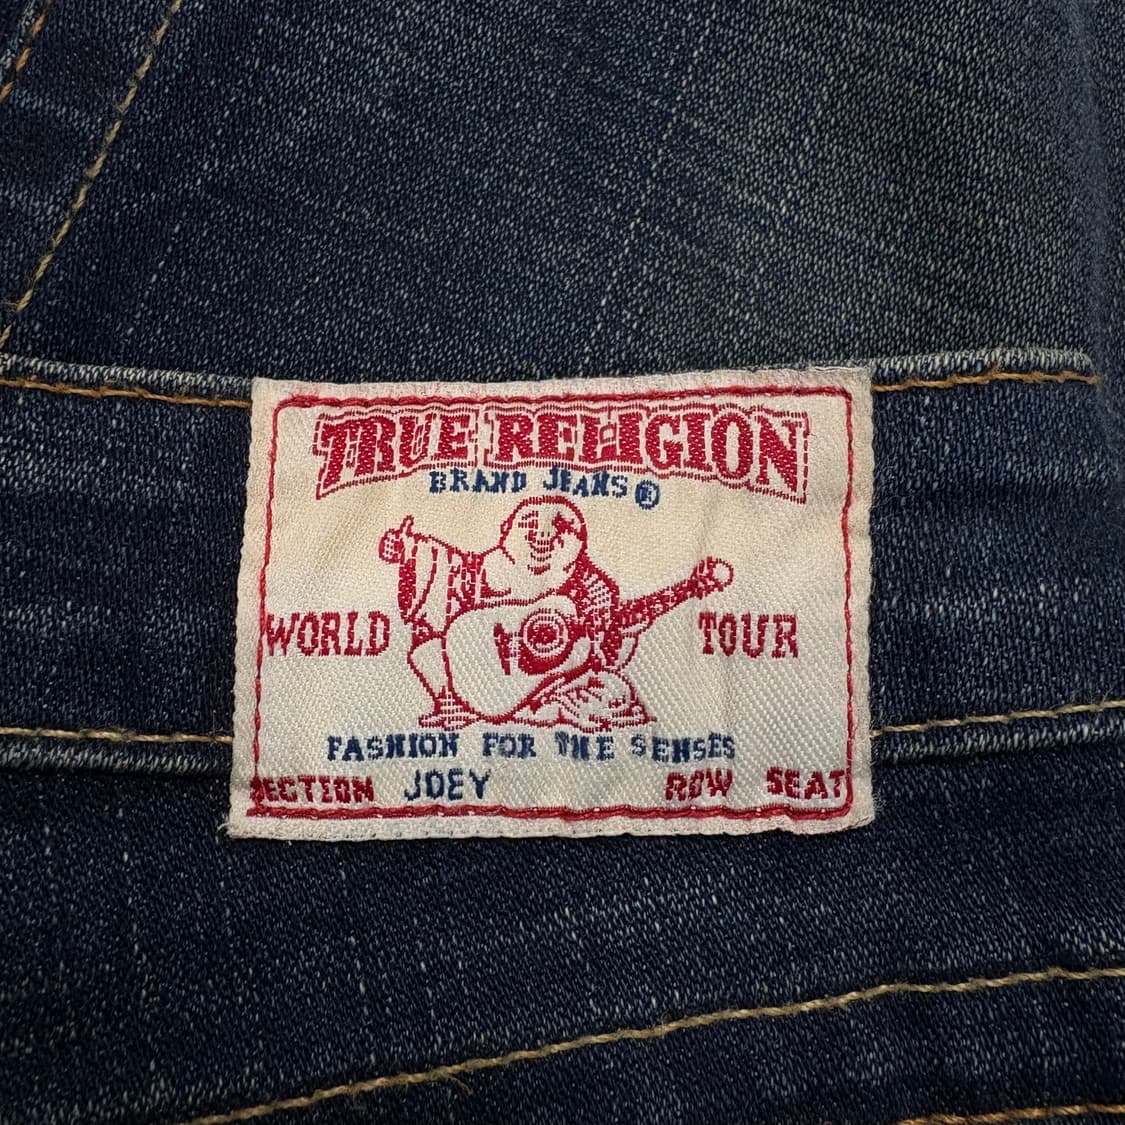 TRUE RELIGION
BRAND JEANS®
WORLD TOUR
FASHION FOR THE SENSES
SECTION JOEY ROW SEAT